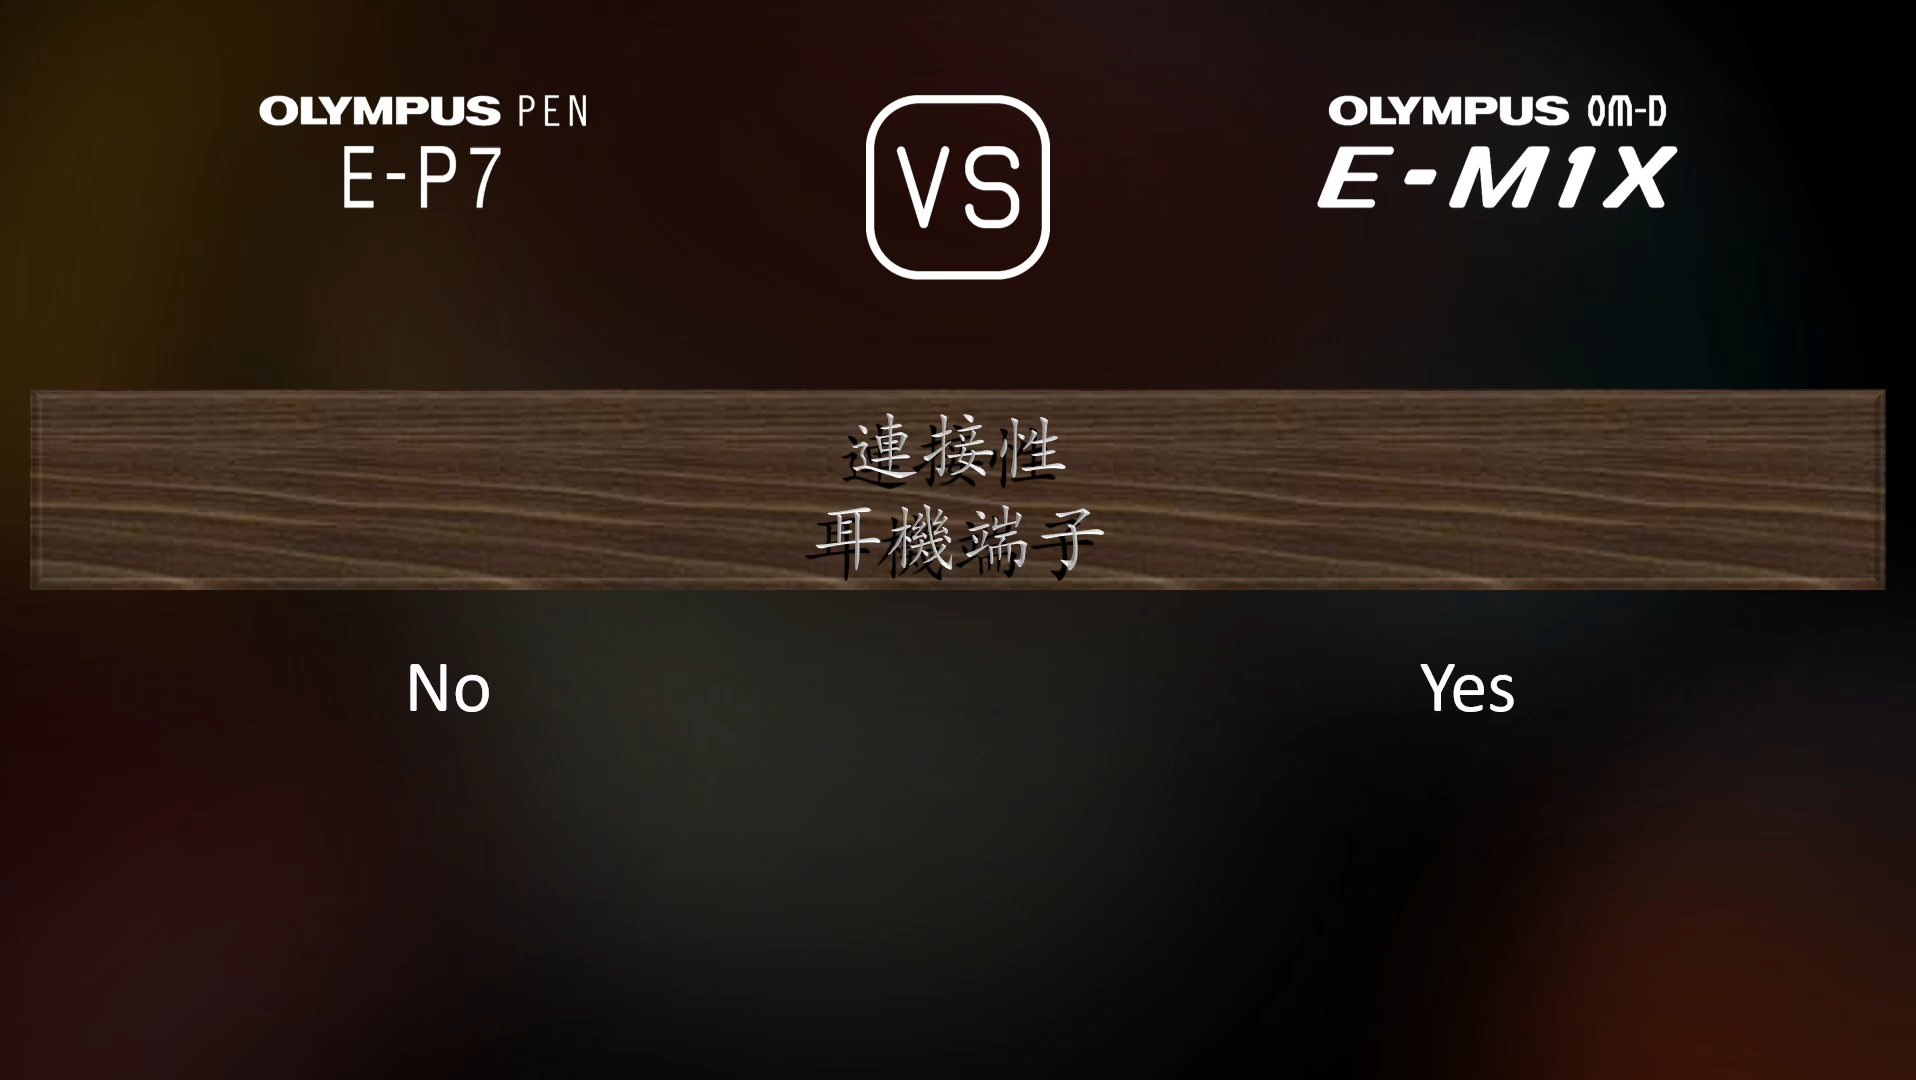 OLYMPUS PEN
E-P7
VS
OLYMPUS OM-D
E-M1X
連接性
耳機端子
No
Yes